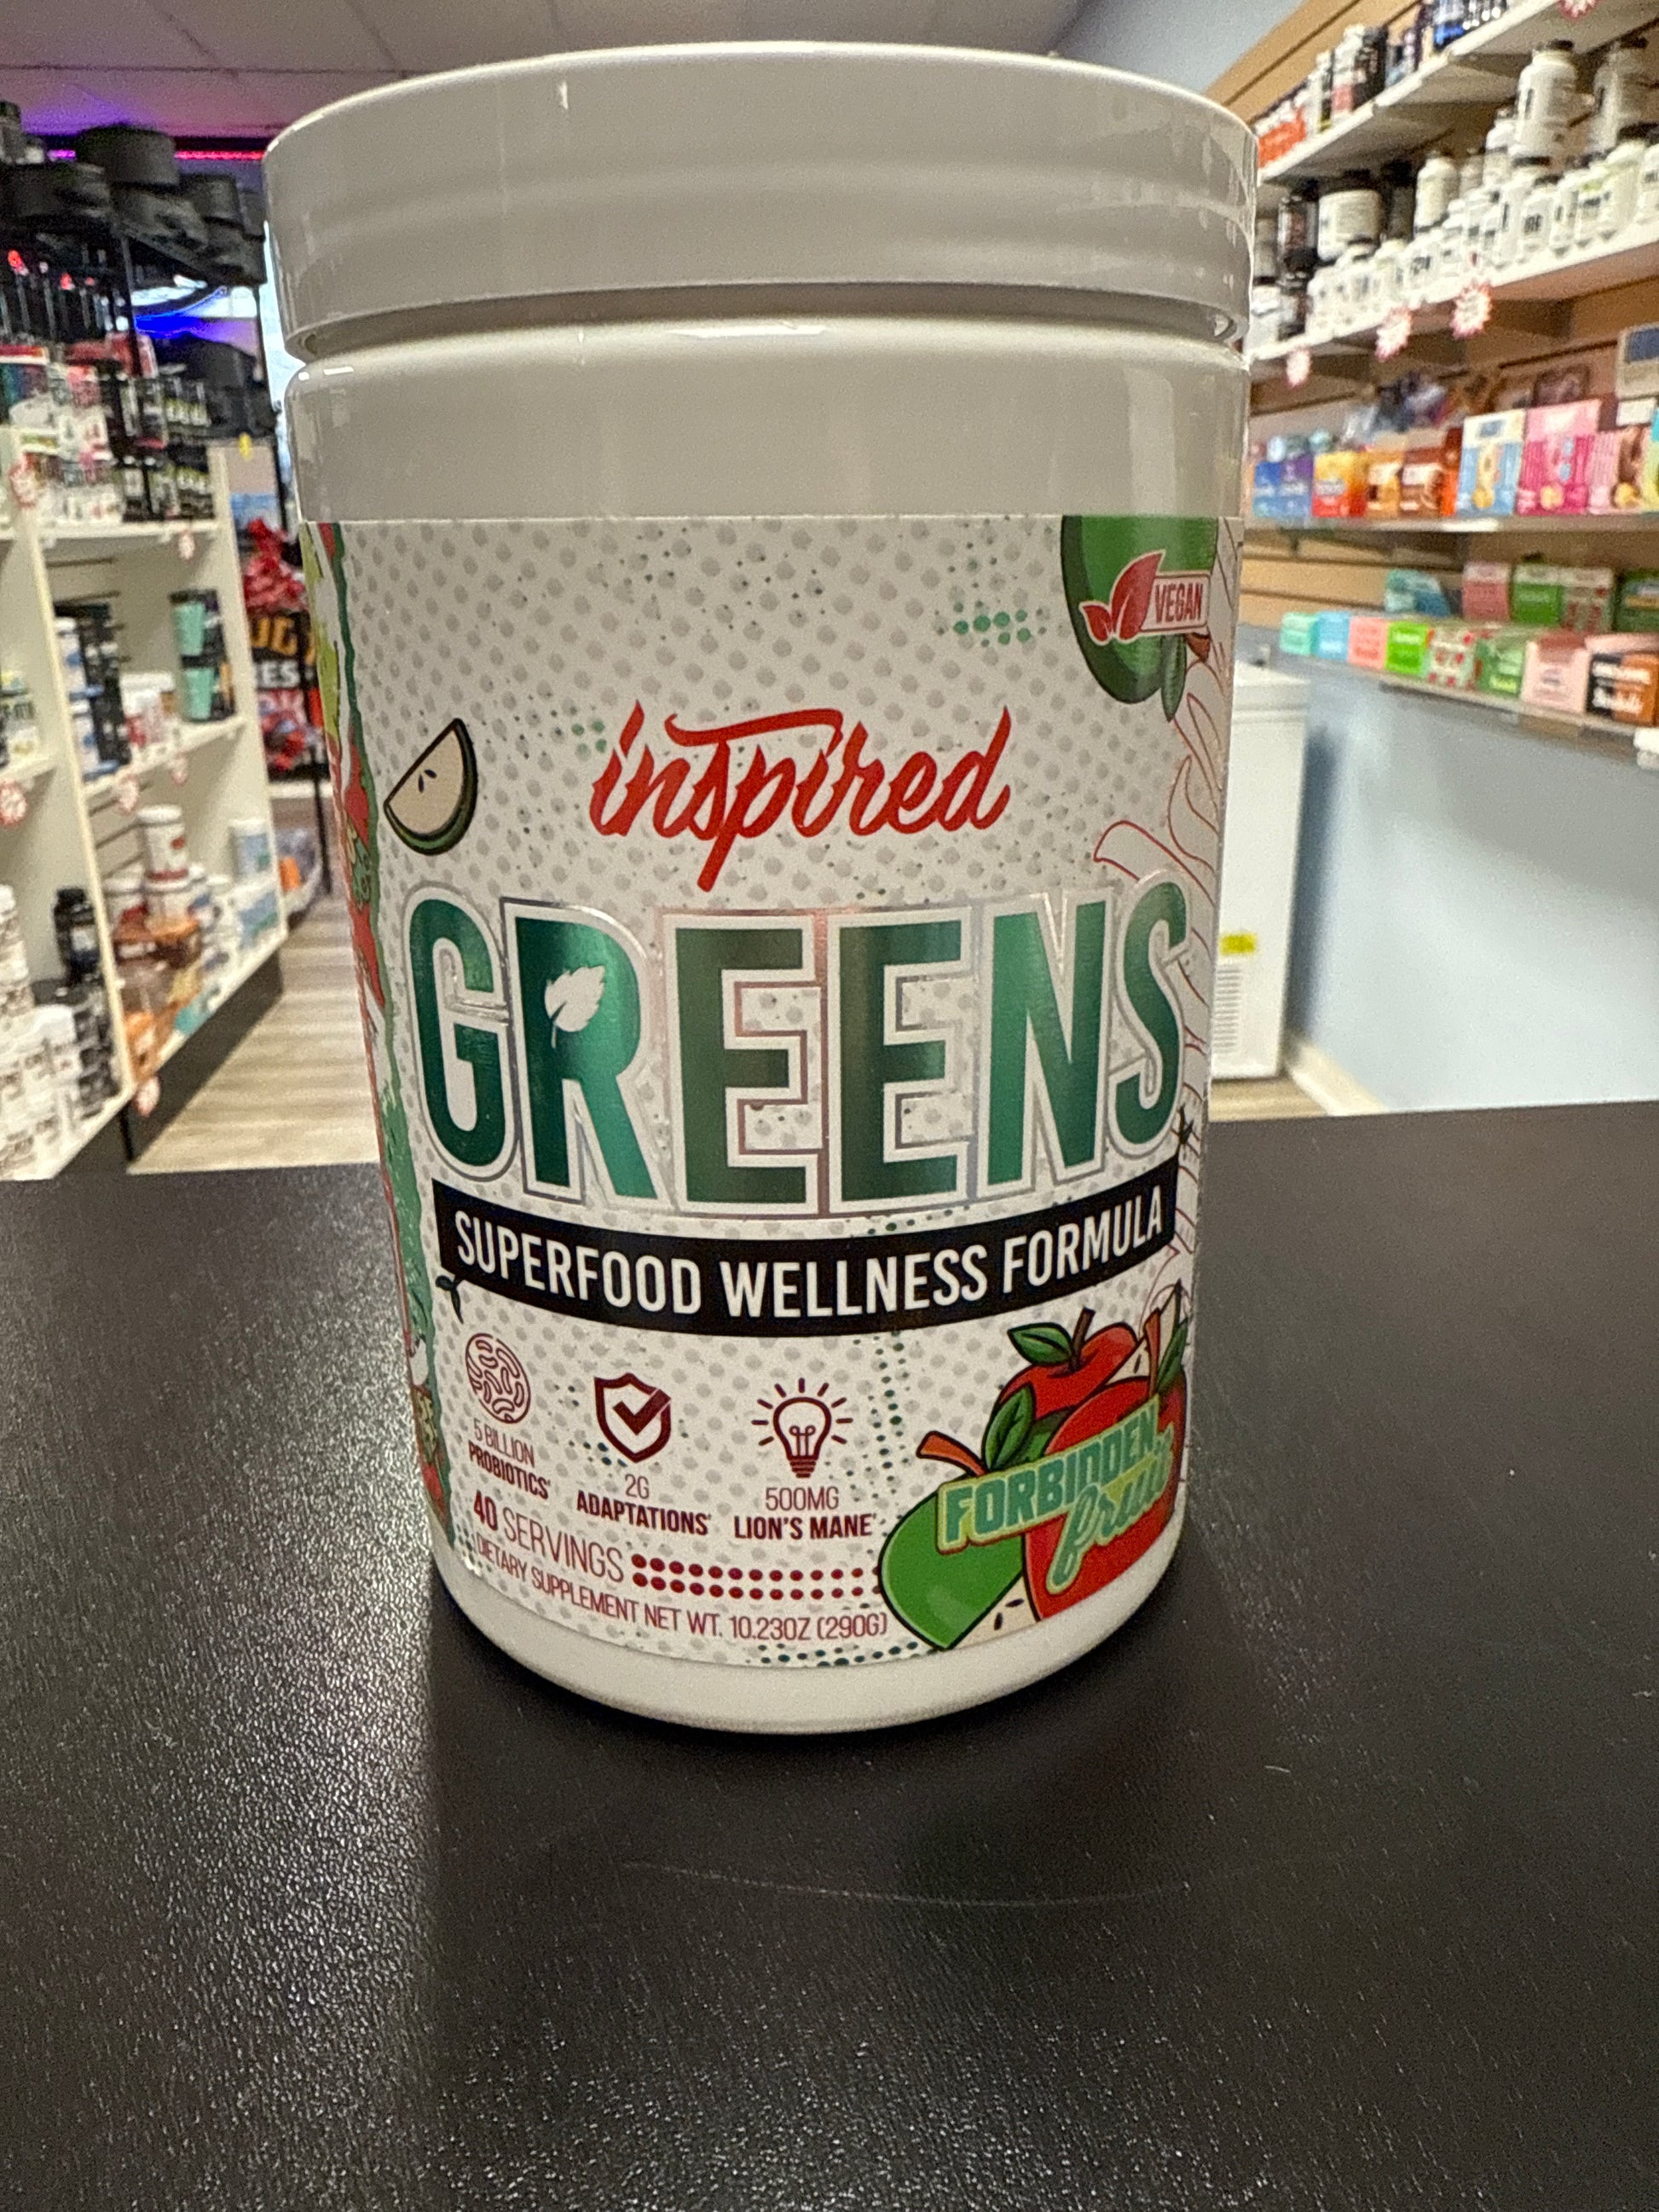 VEGAN
inspired
GREENS
SUPERFOOD WELLNESS FORMULA
5 BILLION
PROBIOTICS*
2G
ADAPTATIONS*
500MG
LION'S MANE*
FORBIDDEN
fruit
40 SERVINGS
DIETARY SUPPLEMENT NET WT. 10.23OZ (290G)